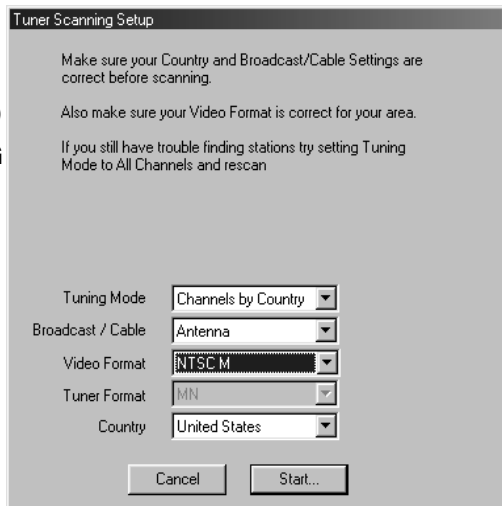 Tuner Scanning Setup
Make sure your Country and Broadcast/Cable Settings are
correct before scanning.
Also make sure your Video Format is correct for your area.
If you still have trouble finding stations try setting Tuning
Mode to All Channels and rescan
Tuning Mode Channels by Country
Broadcast / Cable Antenna
Video Format NTSC M
Tuner Format MN
Country United States
Cancel Start...